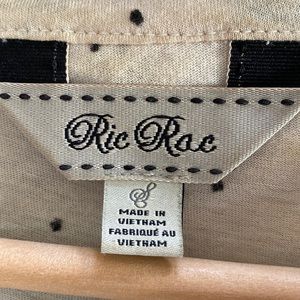 Ric Rac
S
MADE IN
VIETNAM
FABRIQUÉ AU
VIETNAM